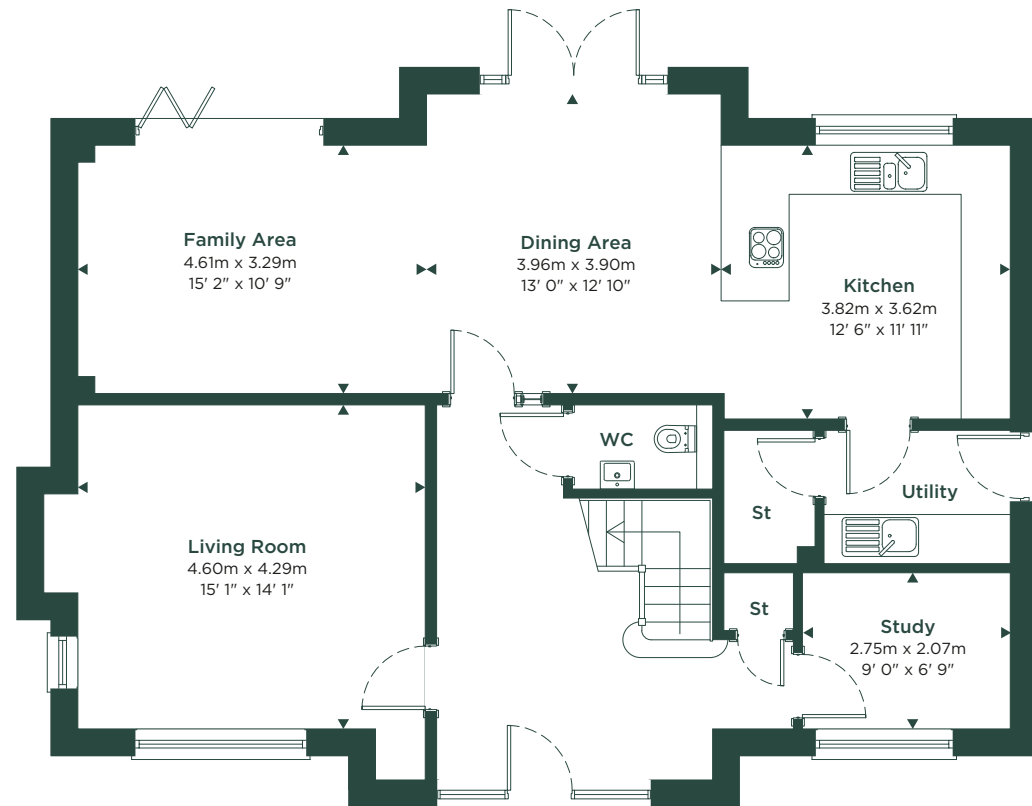 Family Area
4.61m x 3.29m
15' 2" x 10' 9"
Dining Area
3.96m x 3.90m
13' 0" x 12' 10"
Kitchen
3.82m x 3.62m
12' 6" x 11' 11"
WC
St
Utility
Living Room
4.60m x 4.29m
15' 1" x 14' 1"
St
Study
2.75m x 2.07m
9' 0" x 6' 9"